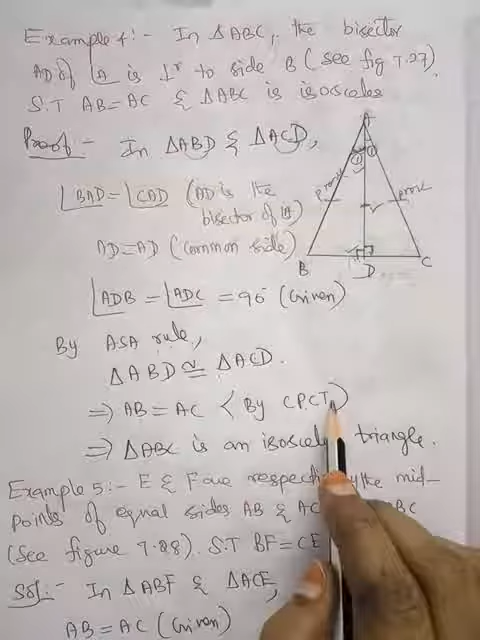 Example 4:- In ΔABC, the bisector
AD of ∠A is ⊥r to side B (see fig 7.27).
S.T AB=AC & ΔABC is isosceles
Proof:- In ΔABD & ΔACD,
A
prove
prove
B
D
C
∠BAD = ∠CAD (AD is the
bisector of ∠A)
AD=AD (common side)
∠ADB = ∠ADC = 90° (Given)
By ASA rule,
ΔABD ≅ ΔACD.
⇒ AB = AC (By CPCT)
⇒ ΔABC is an isosceles triangle.
Example 5:- E & F are respectively the mid-
points of equal sides AB & AC BC
(See figure 7.28). S.T BF=CE
Sol:- In ΔABF & ΔACE,
AB=AC (Given)